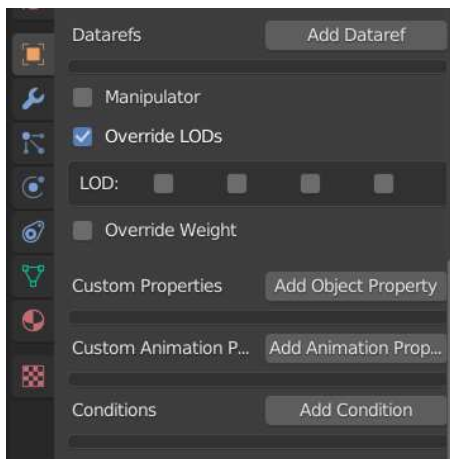 Datarefs Add Dataref
Manipulator
Override LODs
LOD:
Override Weight
Custom Properties Add Object Property
Custom Animation P... Add Animation Prop...
Conditions Add Condition